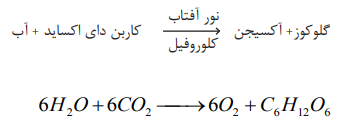 نور آفتاب
گلوکوز+ آکسیجن ⟶ کاربن دای اکساید + آب
کلوروفیل
6H₂O + 6CO₂ ⟶ 6O₂ + C₆H₁₂O₆